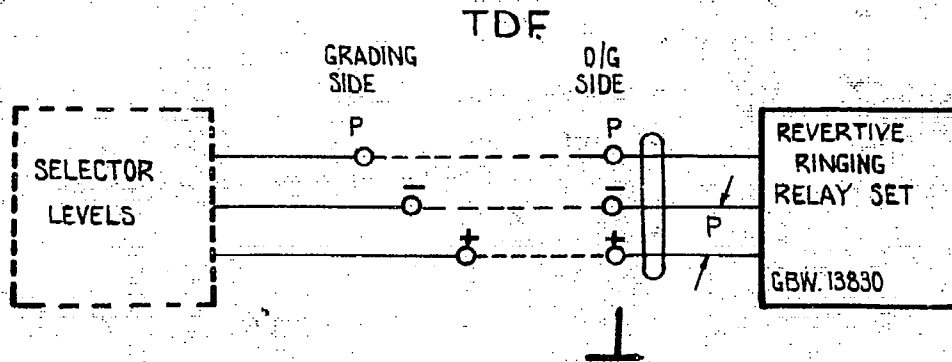 TDF.
GRADING
SIDE
O/G
SIDE
P
P
SELECTOR
LEVELS
–
–
+
+
P
REVERTIVE
RINGING
RELAY SET
GBW. 13830